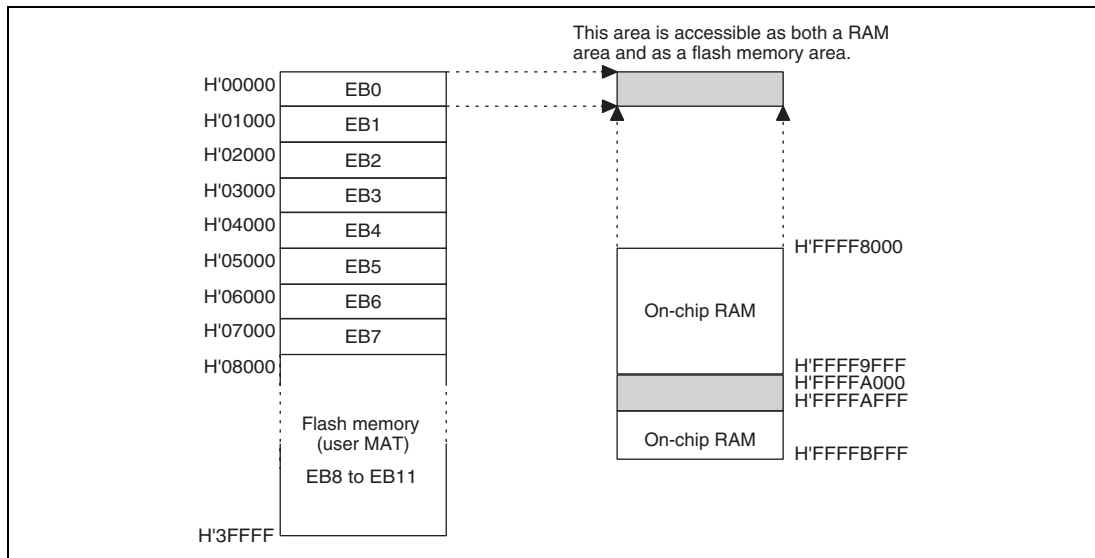 This area is accessible as both a RAM
area and as a flash memory area.
H'00000
EB0
H'01000
EB1
H'02000
EB2
H'03000
EB3
H'04000
EB4
H'05000
EB5
H'06000
EB6
H'07000
EB7
H'08000
Flash memory
(user MAT)
EB8 to EB11
H'3FFFF
H'FFFF8000
On-chip RAM
H'FFFF9FFF
H'FFFFA000
H'FFFFAFFF
On-chip RAM
H'FFFFBFFF